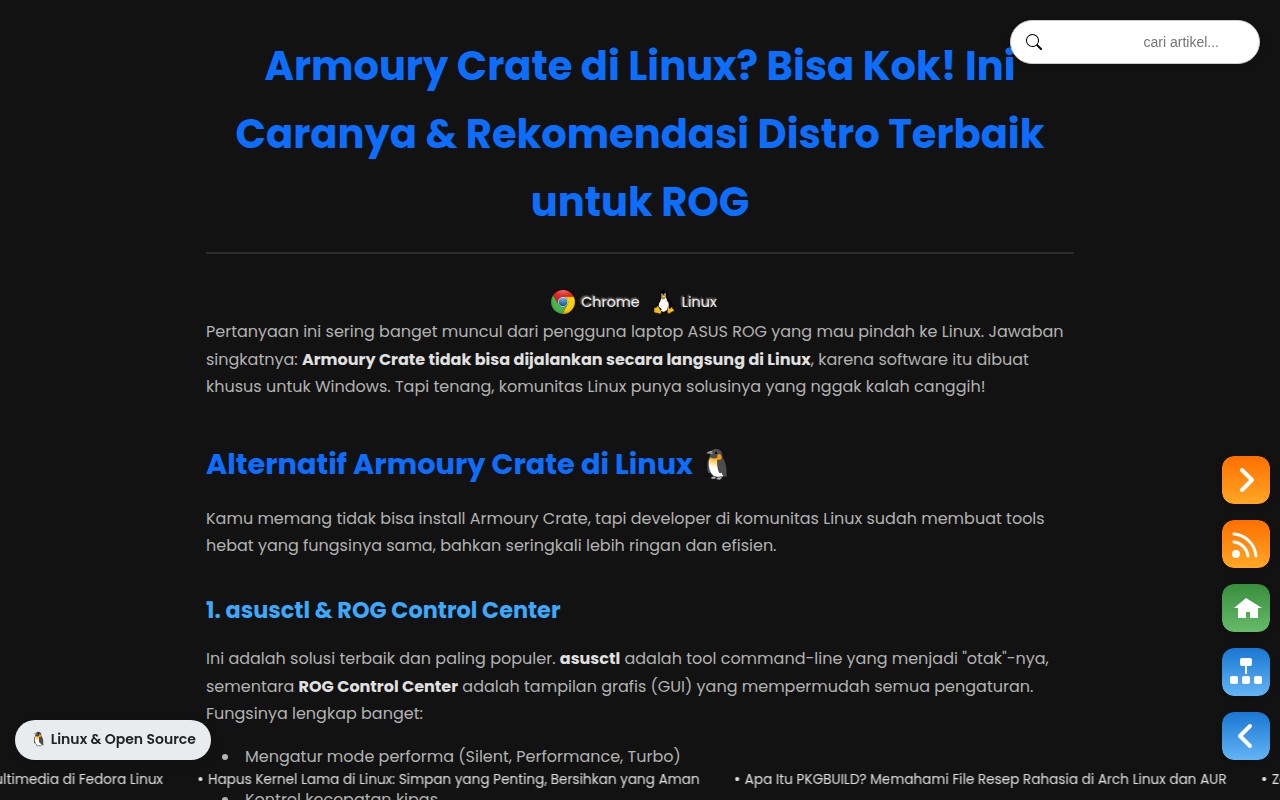 Armoury Crate di Linux? Bisa Kok! Ini
Caranya & Rekomendasi Distro Terbaik
untuk ROG
cari artikel...
Chrome Linux
Pertanyaan ini sering banget muncul dari pengguna laptop ASUS ROG yang mau pindah ke Linux. Jawaban
singkatnya: Armoury Crate tidak bisa dijalankan secara langsung di Linux, karena software itu dibuat
khusus untuk Windows. Tapi tenang, komunitas Linux punya solusinya yang nggak kalah canggih!
Alternatif Armoury Crate di Linux 🐧
Kamu memang tidak bisa install Armoury Crate, tapi developer di komunitas Linux sudah membuat tools
hebat yang fungsinya sama, bahkan seringkali lebih ringan dan efisien.
1. asusctl & ROG Control Center
Ini adalah solusi terbaik dan paling populer. asusctl adalah tool command-line yang menjadi "otak"-nya,
sementara ROG Control Center adalah tampilan grafis (GUI) yang mempermudah semua pengaturan.
Fungsinya lengkap banget:
🐧 Linux & Open Source
• Mengatur mode performa (Silent, Performance, Turbo)
ultimedia di Fedora Linux • Hapus Kernel Lama di Linux: Simpan yang Penting, Bersihkan yang Aman • Apa Itu PKGBUILD? Memahami File Resep Rahasia di Arch Linux dan AUR •
• Kontrol kecepatan kipas